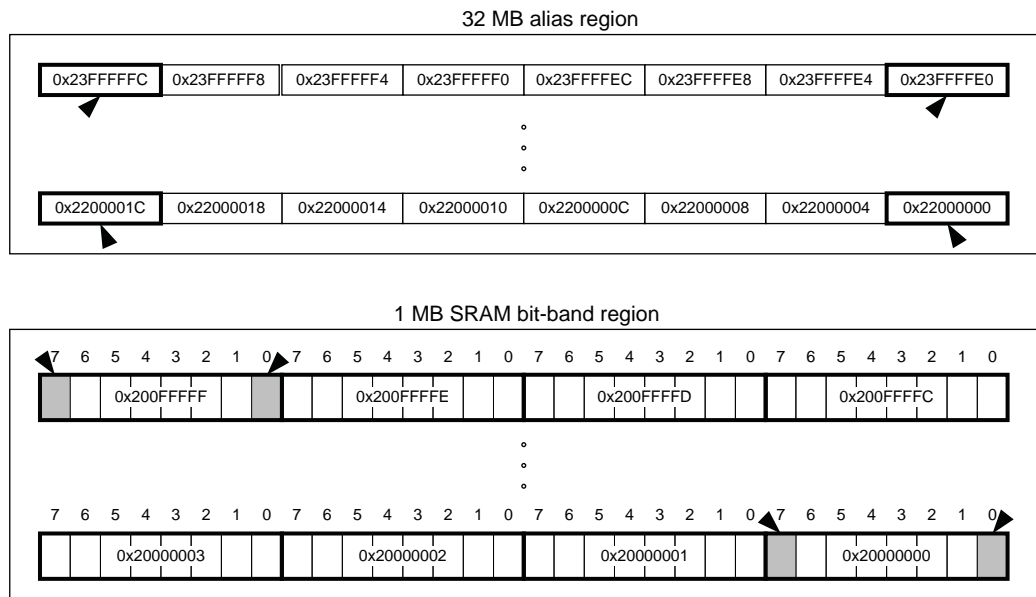 32 MB alias region
0x23FFFFFC 0x23FFFFF8 0x23FFFFF4 0x23FFFFF0 0x23FFFFEC 0x23FFFFE8 0x23FFFFE4 0x23FFFFE0
0x2200001C 0x22000018 0x22000014 0x22000010 0x2200000C 0x22000008 0x22000004 0x22000000
1 MB SRAM bit-band region
7 6 5 4 3 2 1 0 7 6 5 4 3 2 1 0 7 6 5 4 3 2 1 0 7 6 5 4 3 2 1 0
0x200FFFFF 0x200FFFFE 0x200FFFFD 0x200FFFFC
7 6 5 4 3 2 1 0 7 6 5 4 3 2 1 0 7 6 5 4 3 2 1 0 7 6 5 4 3 2 1 0
0x20000003 0x20000002 0x20000001 0x20000000